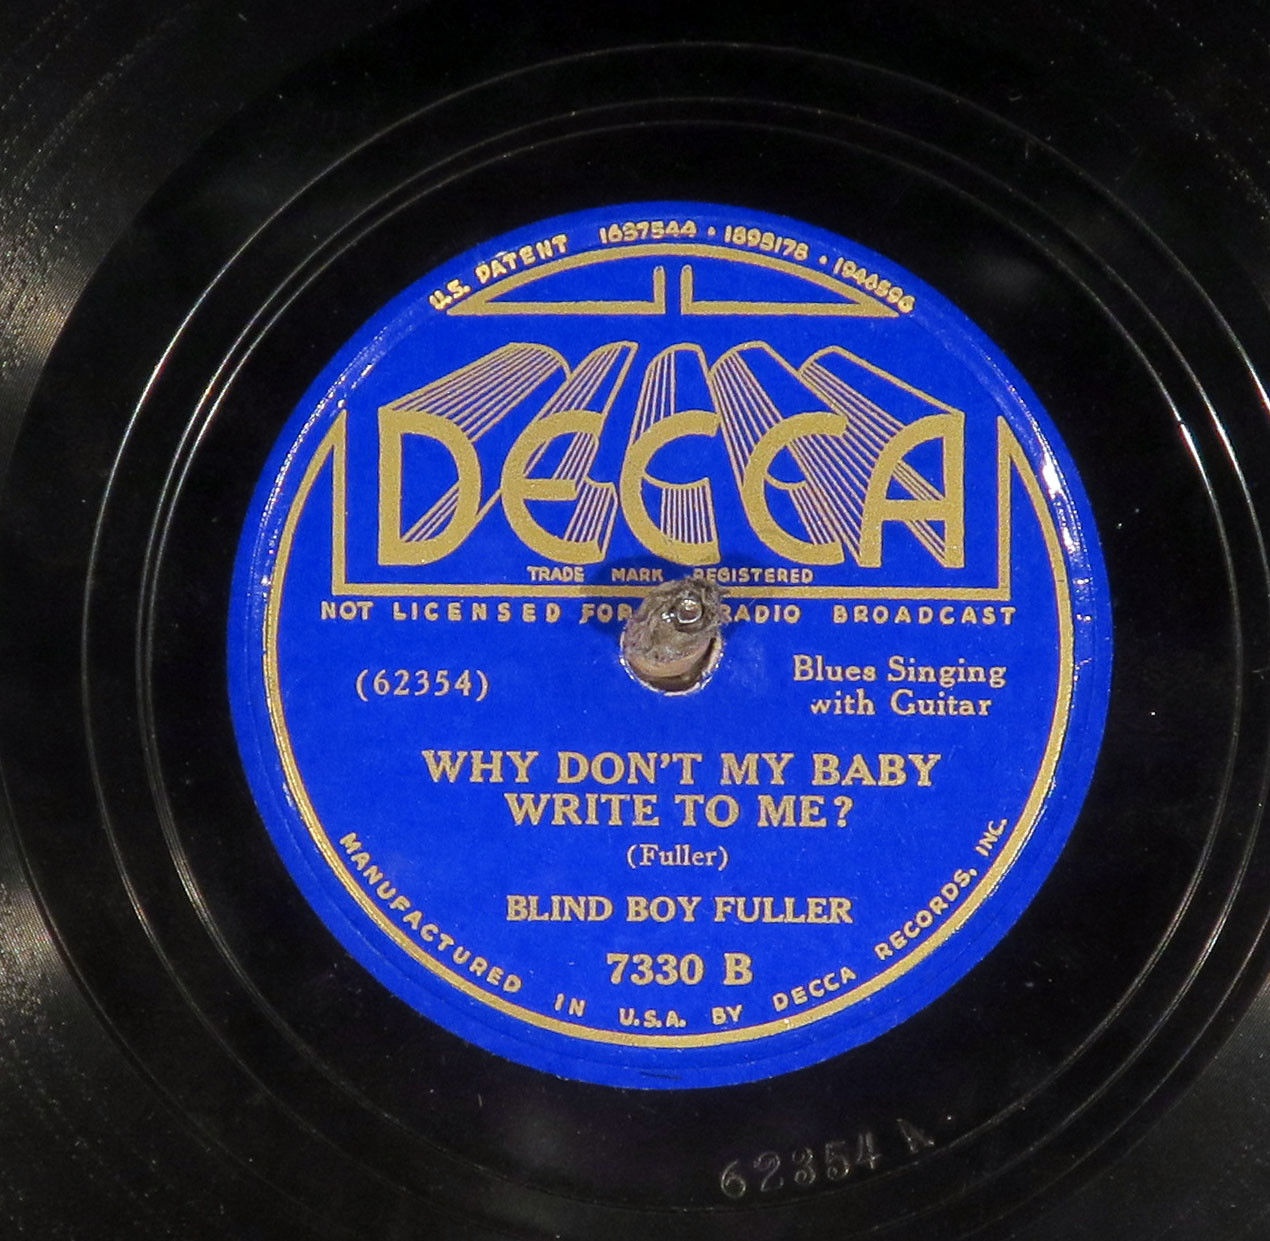 U.S. PATENT 1637544 • 1895178 • 1946596
DECCA
TRADE MARK REGISTERED
NOT LICENSED FOR RADIO BROADCAST
(62354)
Blues Singing
with Guitar
WHY DON'T MY BABY
WRITE TO ME?
(Fuller)
BLIND BOY FULLER
7330 B
MANUFACTURED IN U.S.A. BY DECCA RECORDS, INC.
62354 A